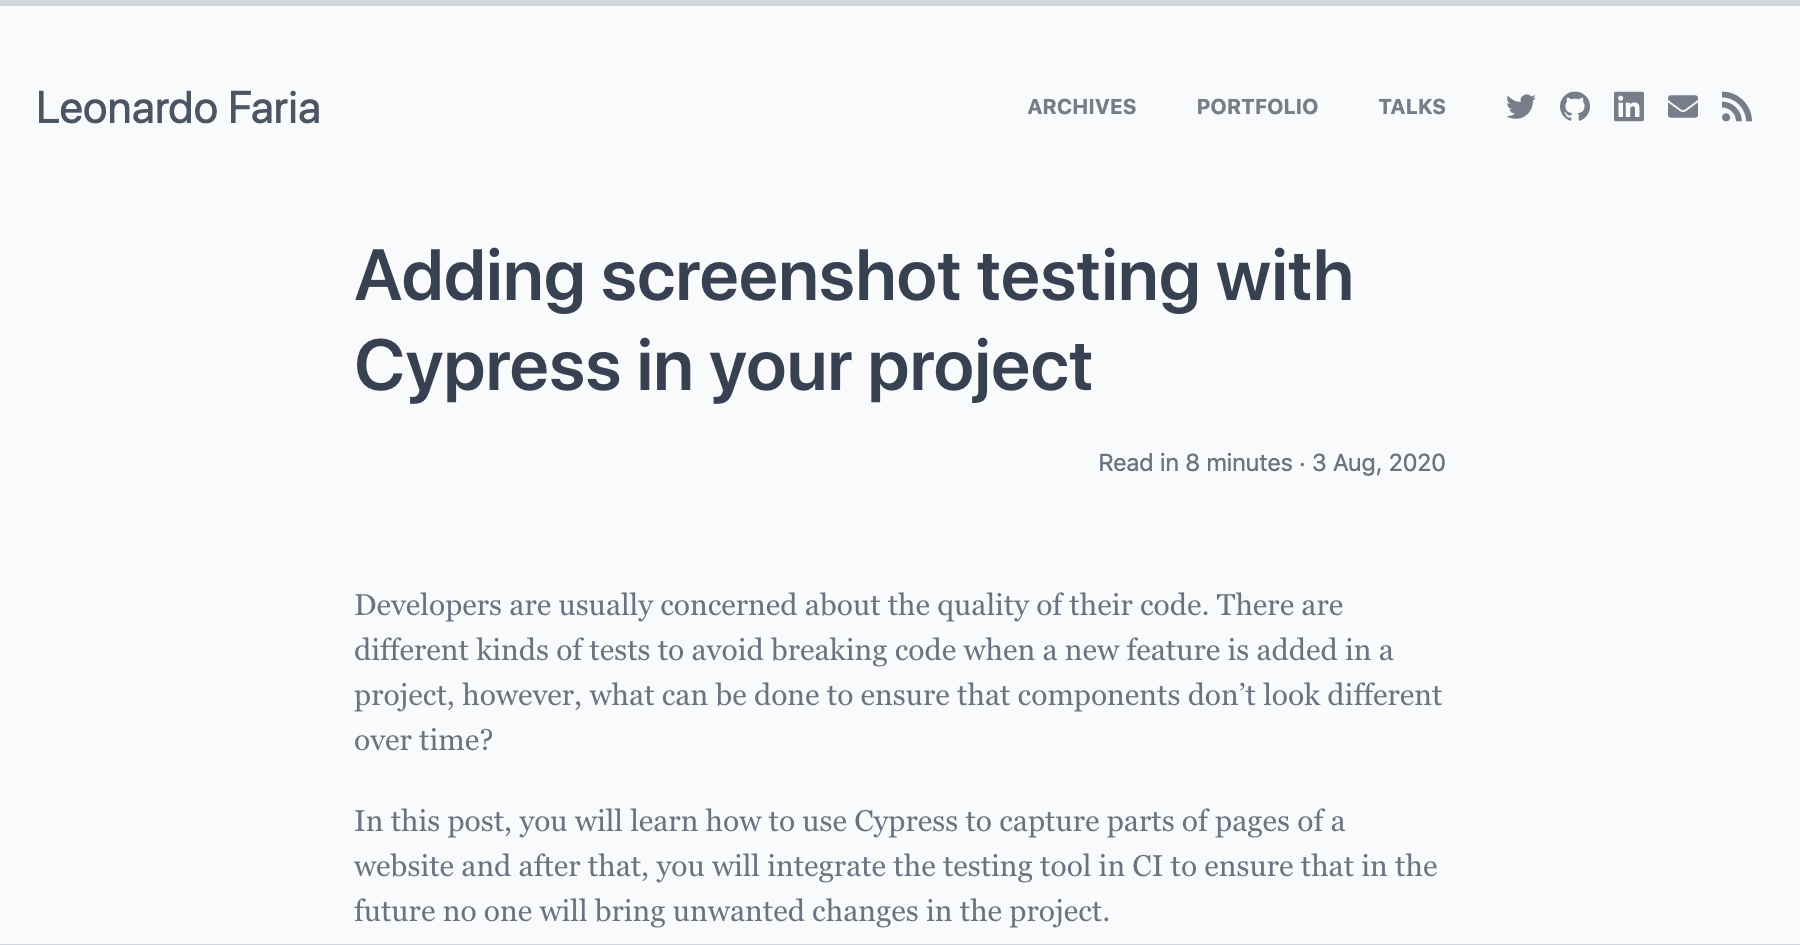 Leonardo Faria
ARCHIVES PORTFOLIO TALKS
Adding screenshot testing with
Cypress in your project
Read in 8 minutes · 3 Aug, 2020
Developers are usually concerned about the quality of their code. There are
different kinds of tests to avoid breaking code when a new feature is added in a
project, however, what can be done to ensure that components don’t look different
over time?
In this post, you will learn how to use Cypress to capture parts of pages of a
website and after that, you will integrate the testing tool in CI to ensure that in the
future no one will bring unwanted changes in the project.